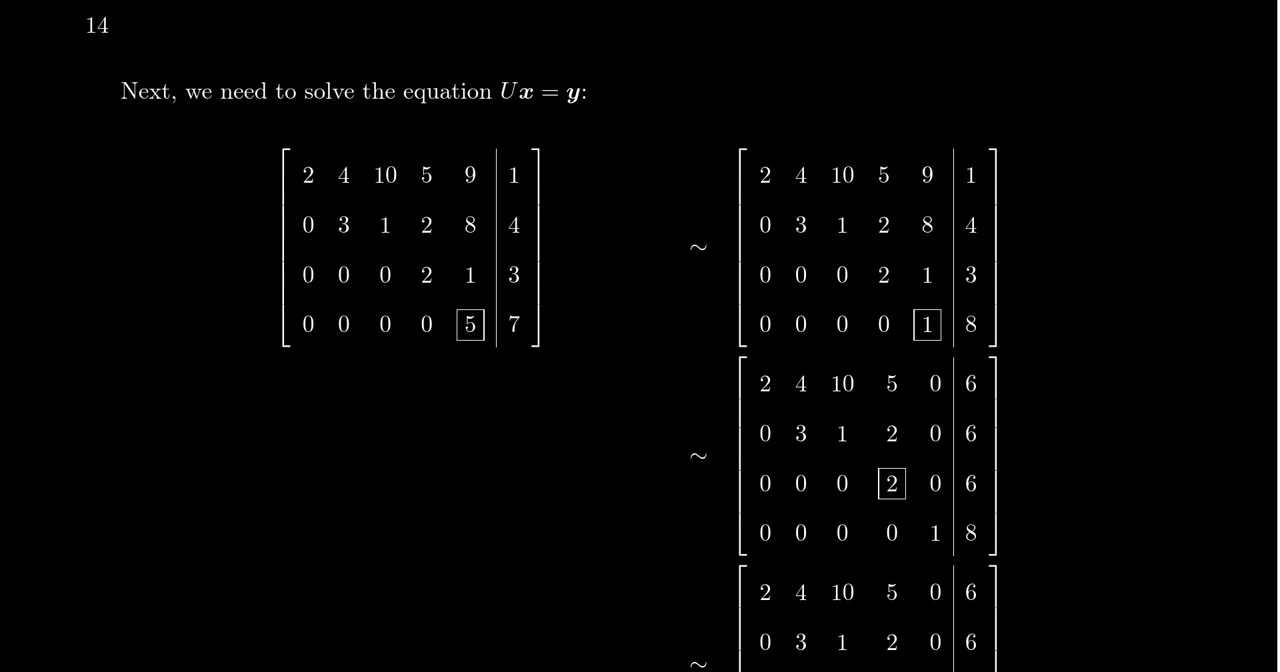 14
Next, we need to solve the equation Ux = y:
2 4 10 5 9 1
0 3 1 2 8 4
0 0 0 2 1 3
0 0 0 0 5 7
∼
2 4 10 5 9 1
0 3 1 2 8 4
0 0 0 2 1 3
0 0 0 0 1 8
∼
2 4 10 5 0 6
0 3 1 2 0 6
0 0 0 2 0 6
0 0 0 0 1 8
∼
2 4 10 5 0 6
0 3 1 2 0 6